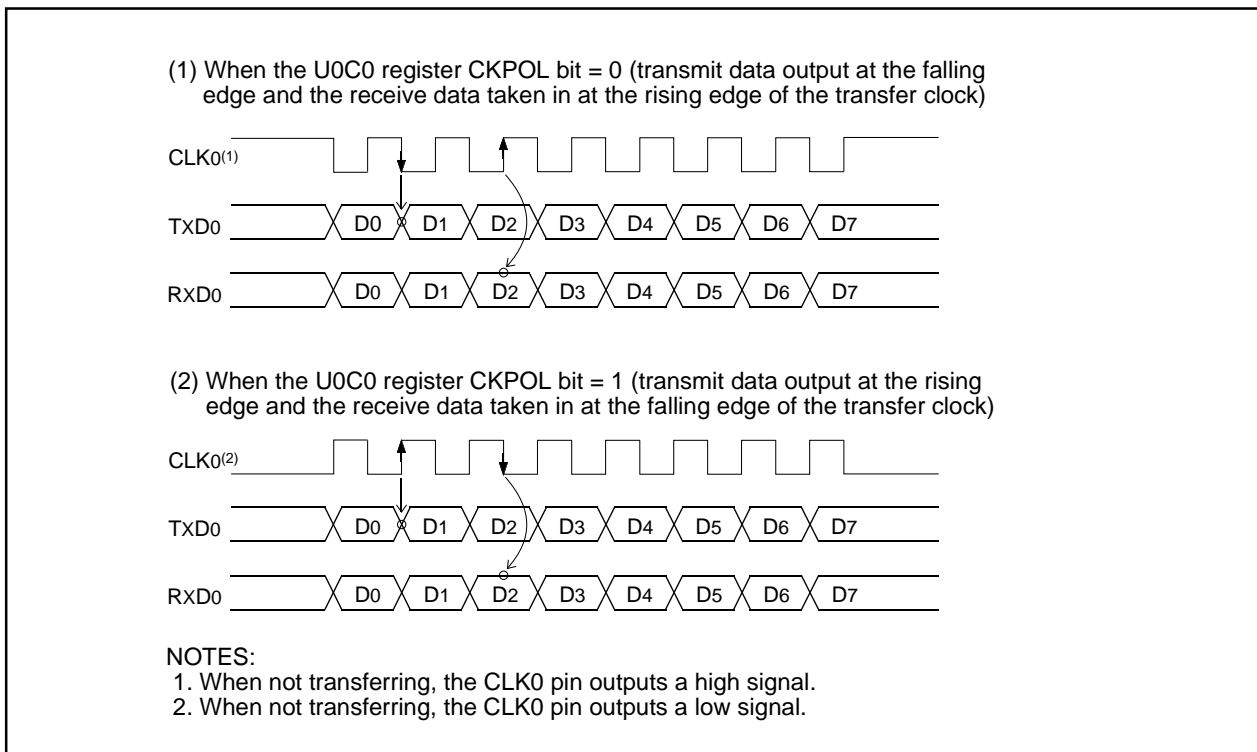 (1) When the U0C0 register CKPOL bit = 0 (transmit data output at the falling
edge and the receive data taken in at the rising edge of the transfer clock)
CLK0(1)
TXD0 D0 D1 D2 D3 D4 D5 D6 D7
RXD0 D0 D1 D2 D3 D4 D5 D6 D7
(2) When the U0C0 register CKPOL bit = 1 (transmit data output at the rising
edge and the receive data taken in at the falling edge of the transfer clock)
CLK0(2)
TXD0 D0 D1 D2 D3 D4 D5 D6 D7
RXD0 D0 D1 D2 D3 D4 D5 D6 D7
NOTES:
1. When not transferring, the CLK0 pin outputs a high signal.
2. When not transferring, the CLK0 pin outputs a low signal.